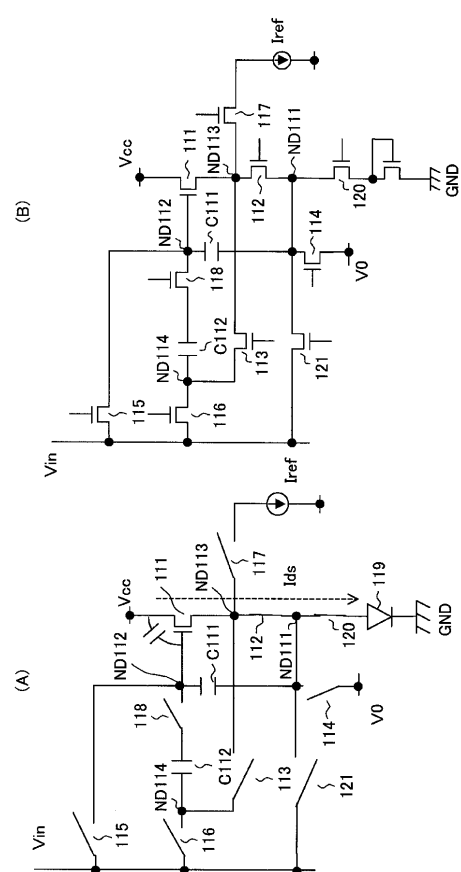 (A)
Vin
115
116
ND114
118
C112
113
121
ND112
Vcc
111
C111
ND113
Ids
112
ND111
114
V0
117
Iref
120
119
GND
(B)
Vin
115
116
ND114
118
C112
113
121
ND112
Vcc
111
C111
ND113
112
ND111
114
V0
117
Iref
120
GND